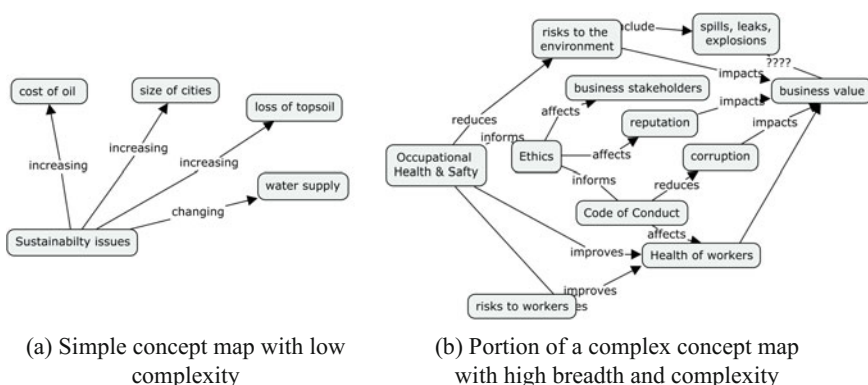 cost of oil
size of cities
loss of topsoil
water supply
increasing
increasing
increasing
changing
Sustainabilty issues
(a) Simple concept map with low
complexity
risks to the
environment
nclude
spills, leaks,
explosions
????
impacts
business value
business stakeholders
impacts
reduces
affects
reputation
informs
impacts
Occupational
Health & Safty
Ethics
affects
corruption
informs
reduces
Code of Conduct
affects
improves
Health of workers
improves
es
risks to workers
(b) Portion of a complex concept map
with high breadth and complexity